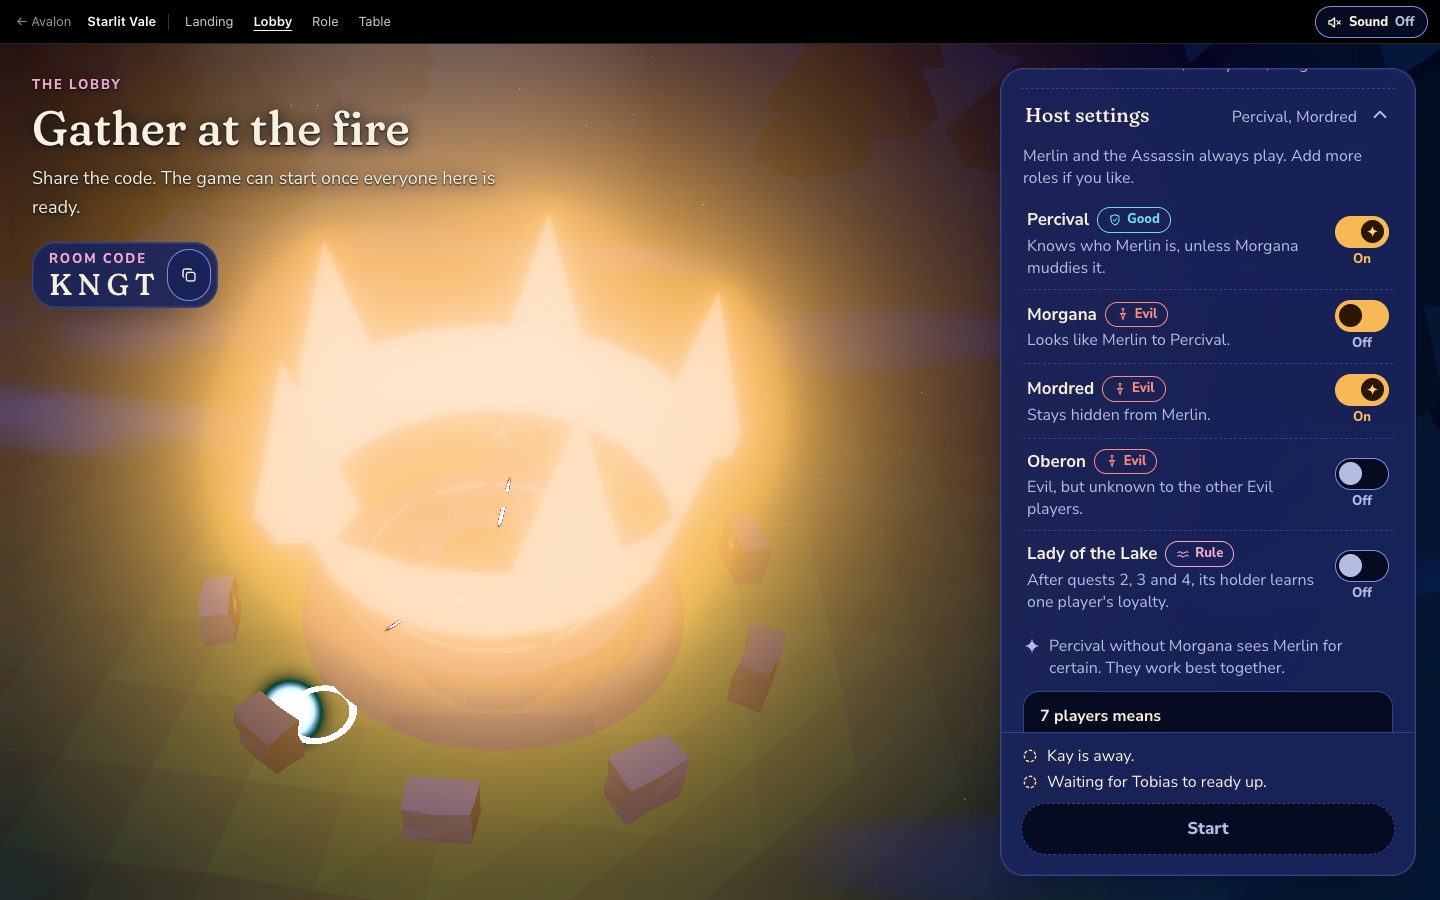 ← Avalon Starlit Vale Landing Lobby Role Table Sound Off
THE LOBBY
Gather at the fire
Share the code. The game can start once everyone here is
ready.
ROOM CODE
KNGT
Host settings Percival, Mordred
Merlin and the Assassin always play. Add more
roles if you like.
Percival Good
Knows who Merlin is, unless Morgana
muddies it.
On
Morgana Evil
Looks like Merlin to Percival.
Off
Mordred Evil
Stays hidden from Merlin.
On
Oberon Evil
Evil, but unknown to the other Evil
players.
Off
Lady of the Lake Rule
After quests 2, 3 and 4, its holder learns
one player's loyalty.
Off
Percival without Morgana sees Merlin for
certain. They work best together.
7 players means
Kay is away.
Waiting for Tobias to ready up.
Start